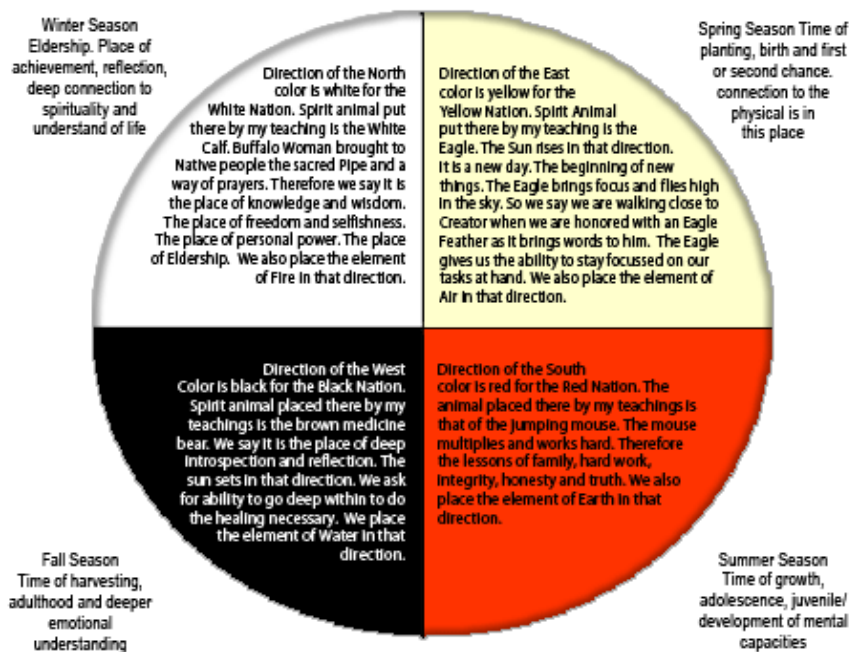 Winter Season
Eldership. Place of
achievement, reflection,
deep connection to
spirituality and
understand of life
Direction of the North
color is white for the
White Nation. Spirit animal put
there by my teaching is the White
Calf. Buffalo Woman brought to
Native people the sacred Pipe and a
way of prayers. Therefore we say it is
the place of knowledge and wisdom.
The place of freedom and selfishness.
The place of personal power. The place
of Eldership. We also place the element
of Fire in that direction.
Direction of the East
color is yellow for the
Yellow Nation. Spirit Animal
put there by my teaching is the
Eagle. The Sun rises in that direction.
It is a new day. The beginning of new
things. The Eagle brings focus and flies high
in the sky. So we say we are walking close to
Creator when we are honored with an Eagle
Feather as it brings words to him. The Eagle
gives us the ability to stay focussed on our
tasks at hand. We also place the element of
Air in that direction.
Spring Season Time of
planting, birth and first
or second chance.
connection to the
physical is in
this place
Direction of the West
Color is black for the Black Nation.
Spirit animal placed there by my
teachings is the brown medicine
bear. We say it is the place of deep
introspection and reflection. The
sun sets in that direction. We ask
for ability to go deep within to do
the healing necessary. We place
the element of Water in that
direction.
Direction of the South
color is red for the Red Nation. The
animal placed there by my teachings is
that of the jumping mouse. The mouse
multiplies and works hard. Therefore
the lessons of family, hard work,
integrity, honesty and truth. We also
place the element of Earth in that
direction.
Fall Season
Time of harvesting,
adulthood and deeper
emotional
understanding
Summer Season
Time of growth,
adolescence, juvenile/
development of mental
capacities